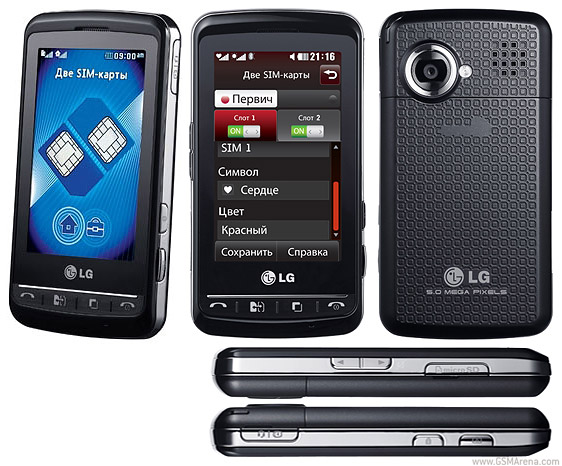 09:00am
Две SIM-карты
LG
21:16
Две SIM-карты
Первич
Слот 1
Слот 2
ON
ON
SIM 1
Символ
Сердце
Цвет
Красный
Сохранить
Справка
LG
LG
5.0 MEGA PIXELS
microSD
www.GSMArena.com